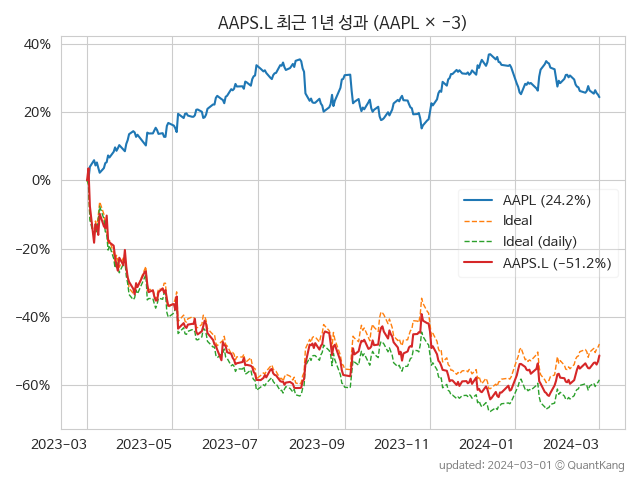 AAPS.L 최근 1년 성과 (AAPL × −3)
40%
20%
0%
−20%
−40%
−60%
AAPL (24.2%)
Ideal
Ideal (daily)
AAPS.L (−51.2%)
2023-03
2023-05
2023-07
2023-09
2023-11
2024-01
2024-03
updated: 2024-03-01 © QuantKang